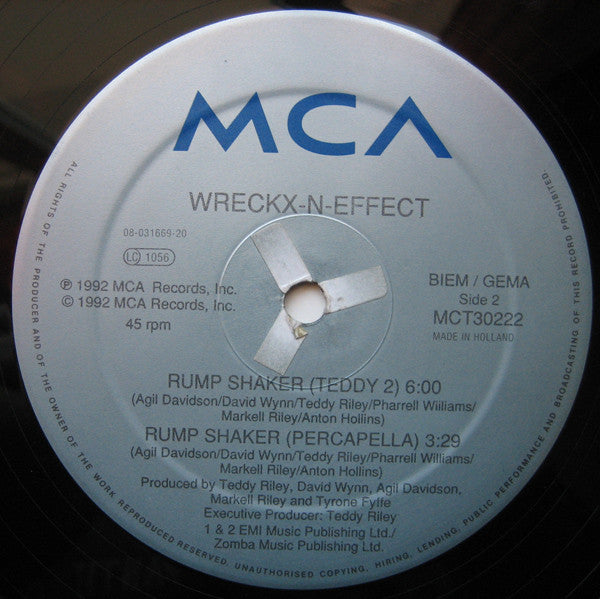 MCA
WRECKX-N-EFFECT
08-031669-20
LC 1056
℗ 1992 MCA Records, Inc.
© 1992 MCA Records, Inc.
45 rpm
BIEM / GEMA
Side 2
MCT30222
MADE IN HOLLAND
RUMP SHAKER (TEDDY 2) 6:00
(Agil Davidson/David Wynn/Teddy Riley/Pharrell Williams/
Markell Riley/Anton Hollins)
RUMP SHAKER (PERCAPELLA) 3:29
(Agil Davidson/David Wynn/Teddy Riley/Pharrell Williams/
Markell Riley/Anton Hollins)
Produced by Teddy Riley, David Wynn, Agil Davidson,
Markell Riley and Tyrone Fyffe
Executive Producer: Teddy Riley
1 & 2 EMI Music Publishing Ltd./
Zomba Music Publishing Ltd.
ALL RIGHTS OF THE PRODUCER AND OF THE OWNER OF THE WORK REPRODUCED RESERVED. UNAUTHORISED COPYING, HIRING, LENDING, PUBLIC PERFORMANCE AND BROADCASTING OF THIS RECORD PROHIBITED